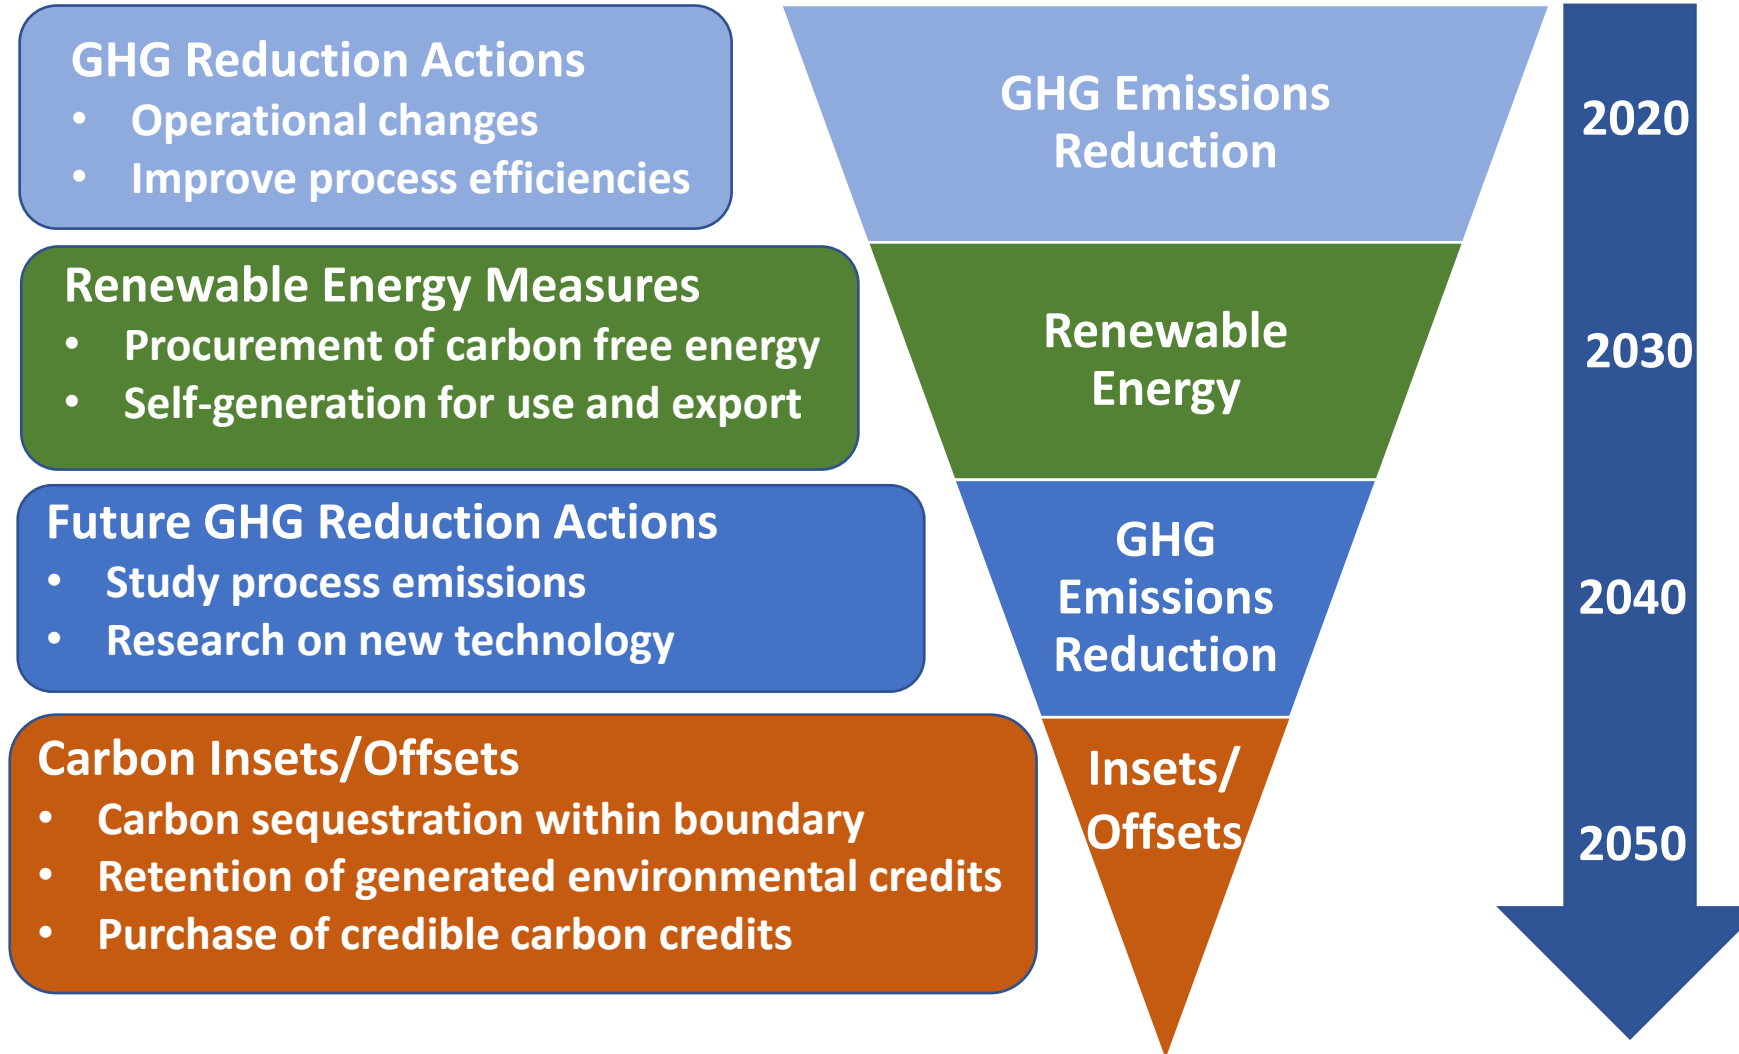 GHG Reduction Actions
• Operational changes
• Improve process efficiencies
Renewable Energy Measures
• Procurement of carbon free energy
• Self-generation for use and export
Future GHG Reduction Actions
• Study process emissions
• Research on new technology
Carbon Insets/Offsets
• Carbon sequestration within boundary
• Retention of generated environmental credits
• Purchase of credible carbon credits
GHG Emissions
Reduction
Renewable
Energy
GHG
Emissions
Reduction
Insets/
Offsets
2020
2030
2040
2050